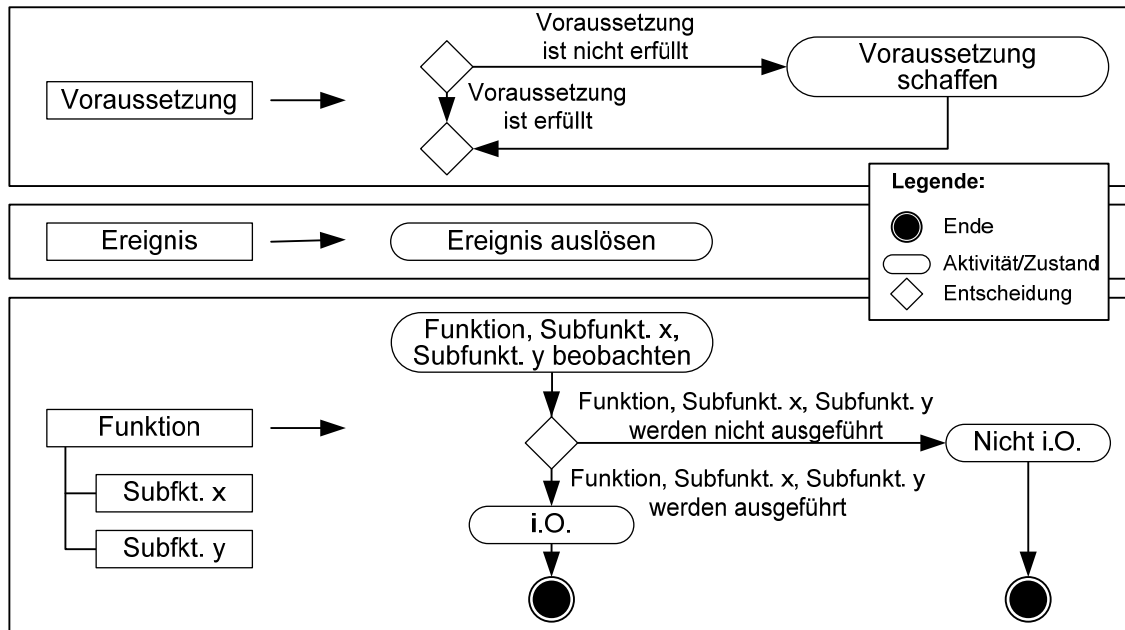 Voraussetzung
Voraussetzung
ist nicht erfüllt
Voraussetzung
schaffen
Voraussetzung
ist erfüllt
Legende:
Ende
Aktivität/Zustand
Entscheidung
Ereignis
Ereignis auslösen
Funktion
Subfkt. x
Subfkt. y
Funktion, Subfunkt. x,
Subfunkt. y beobachten
Funktion, Subfunkt. x, Subfunkt. y
werden nicht ausgeführt
Nicht i.O.
Funktion, Subfunkt. x, Subfunkt. y
werden ausgeführt
i.O.